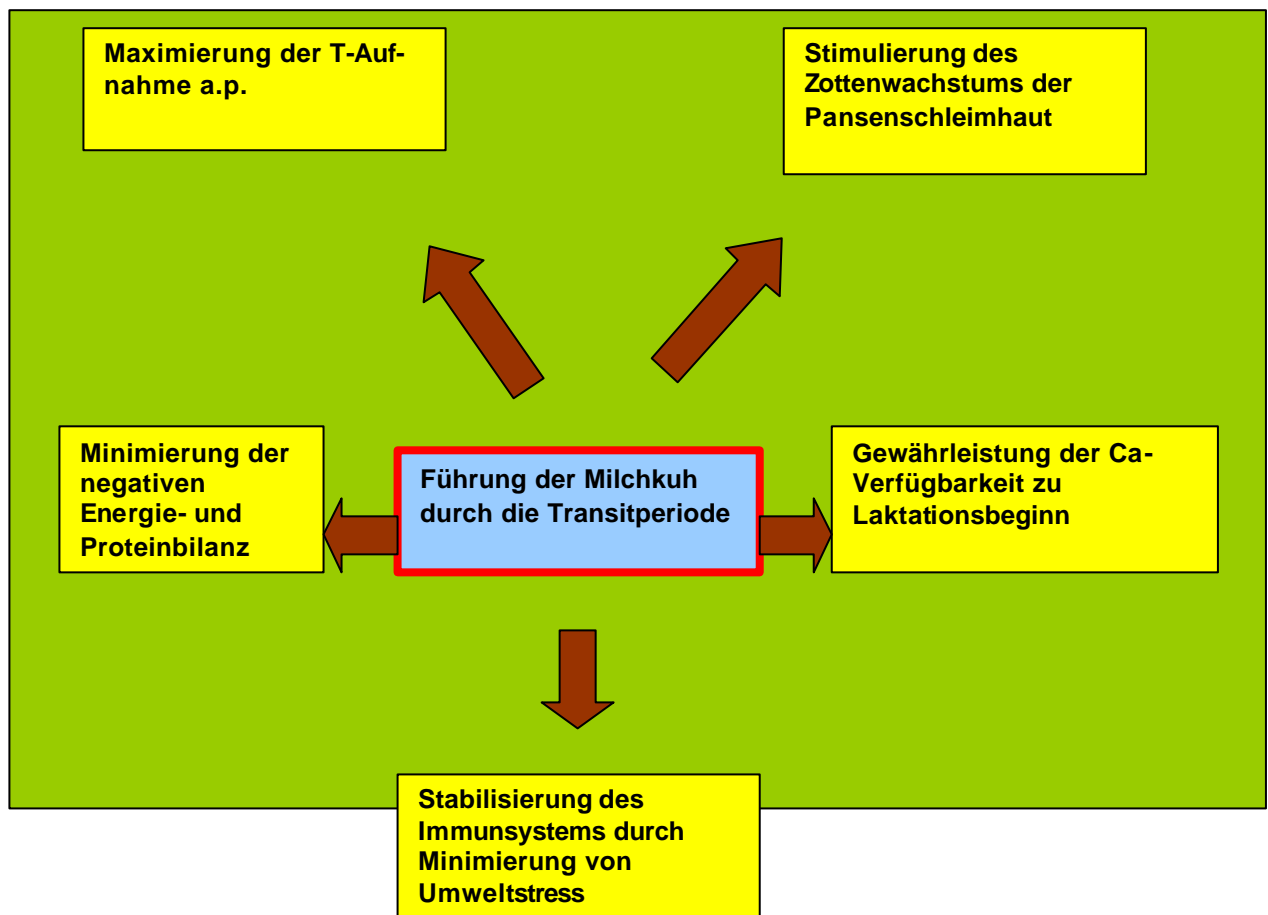 Maximierung der T-Auf-
nahme a.p.
Stimulierung des
Zottenwachstums der
Pansenschleimhaut
Minimierung der
negativen
Energie- und
Proteinbilanz
Führung der Milchkuh
durch die Transitperiode
Gewährleistung der Ca-
Verfügbarkeit zu
Laktationsbeginn
Stabilisierung des
Immunsystems durch
Minimierung von
Umweltstress